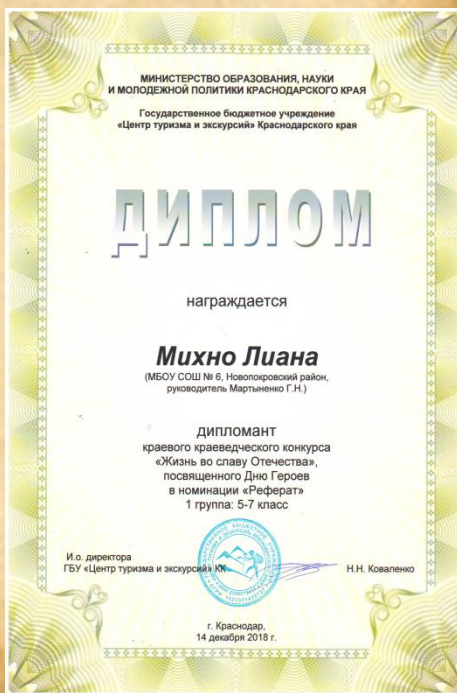 МИНИСТЕРСТВО ОБРАЗОВАНИЯ, НАУКИ
И МОЛОДЕЖНОЙ ПОЛИТИКИ КРАСНОДАРСКОГО КРАЯ
Государственное бюджетное учреждение
«Центр туризма и экскурсий» Краснодарского края
ДИПЛОМ
награждается
Михно Лиана
(МБОУ СОШ № 6, Новопокровский район,
руководитель Мартыненко Г.Н.)
дипломант
краевого краеведческого конкурса
«Жизнь во славу Отечества»,
посвященного Дню Героев
в номинации «Реферат»
1 группа: 5-7 класс
И.о. директора
ГБУ «Центр туризма и экскурсий» КК
Н.Н. Коваленко
г. Краснодар,
14 декабря 2018 г.